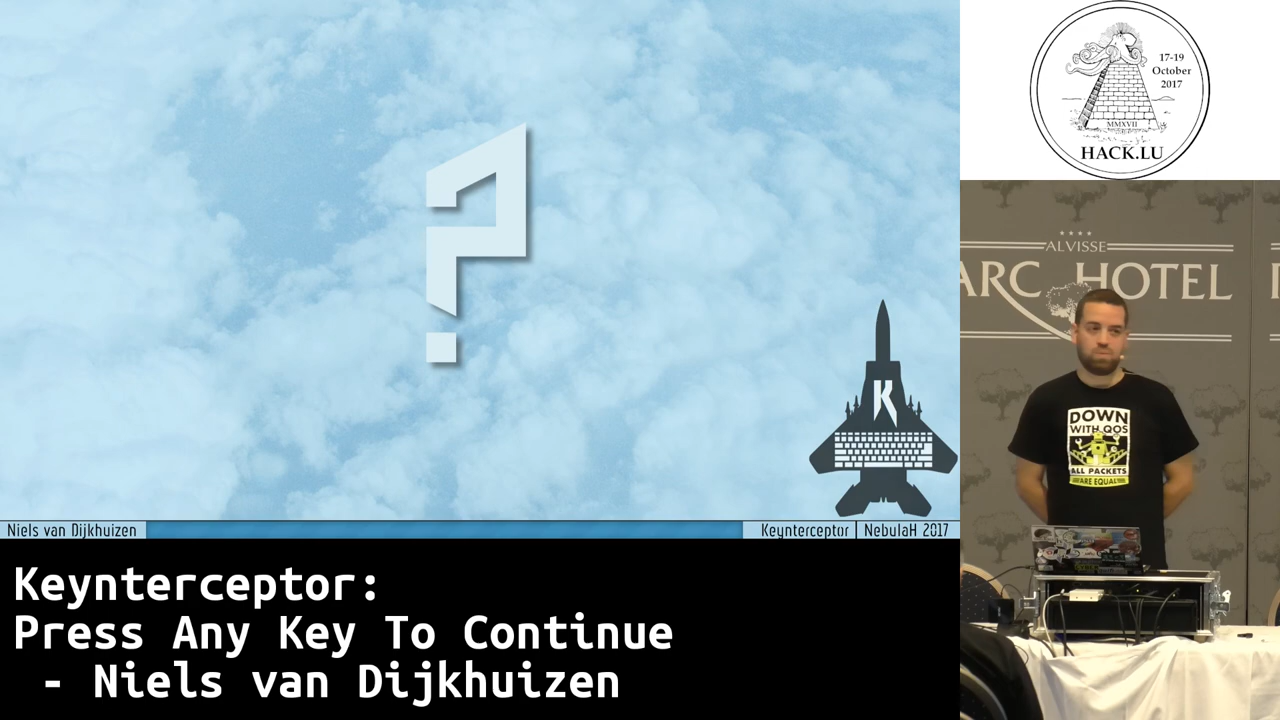 ?
K
Niels van Dijkhuizen
Keynterceptor | NebulaH 2017
Keynterceptor:
Press Any Key To Continue
- Niels van Dijkhuizen
17-19
October
2017
MMXVII
HACK.LU
ALVISSE
ARC HOTEL
DOWN
WITH QOS
ALL PACKETS
ARE EQUAL